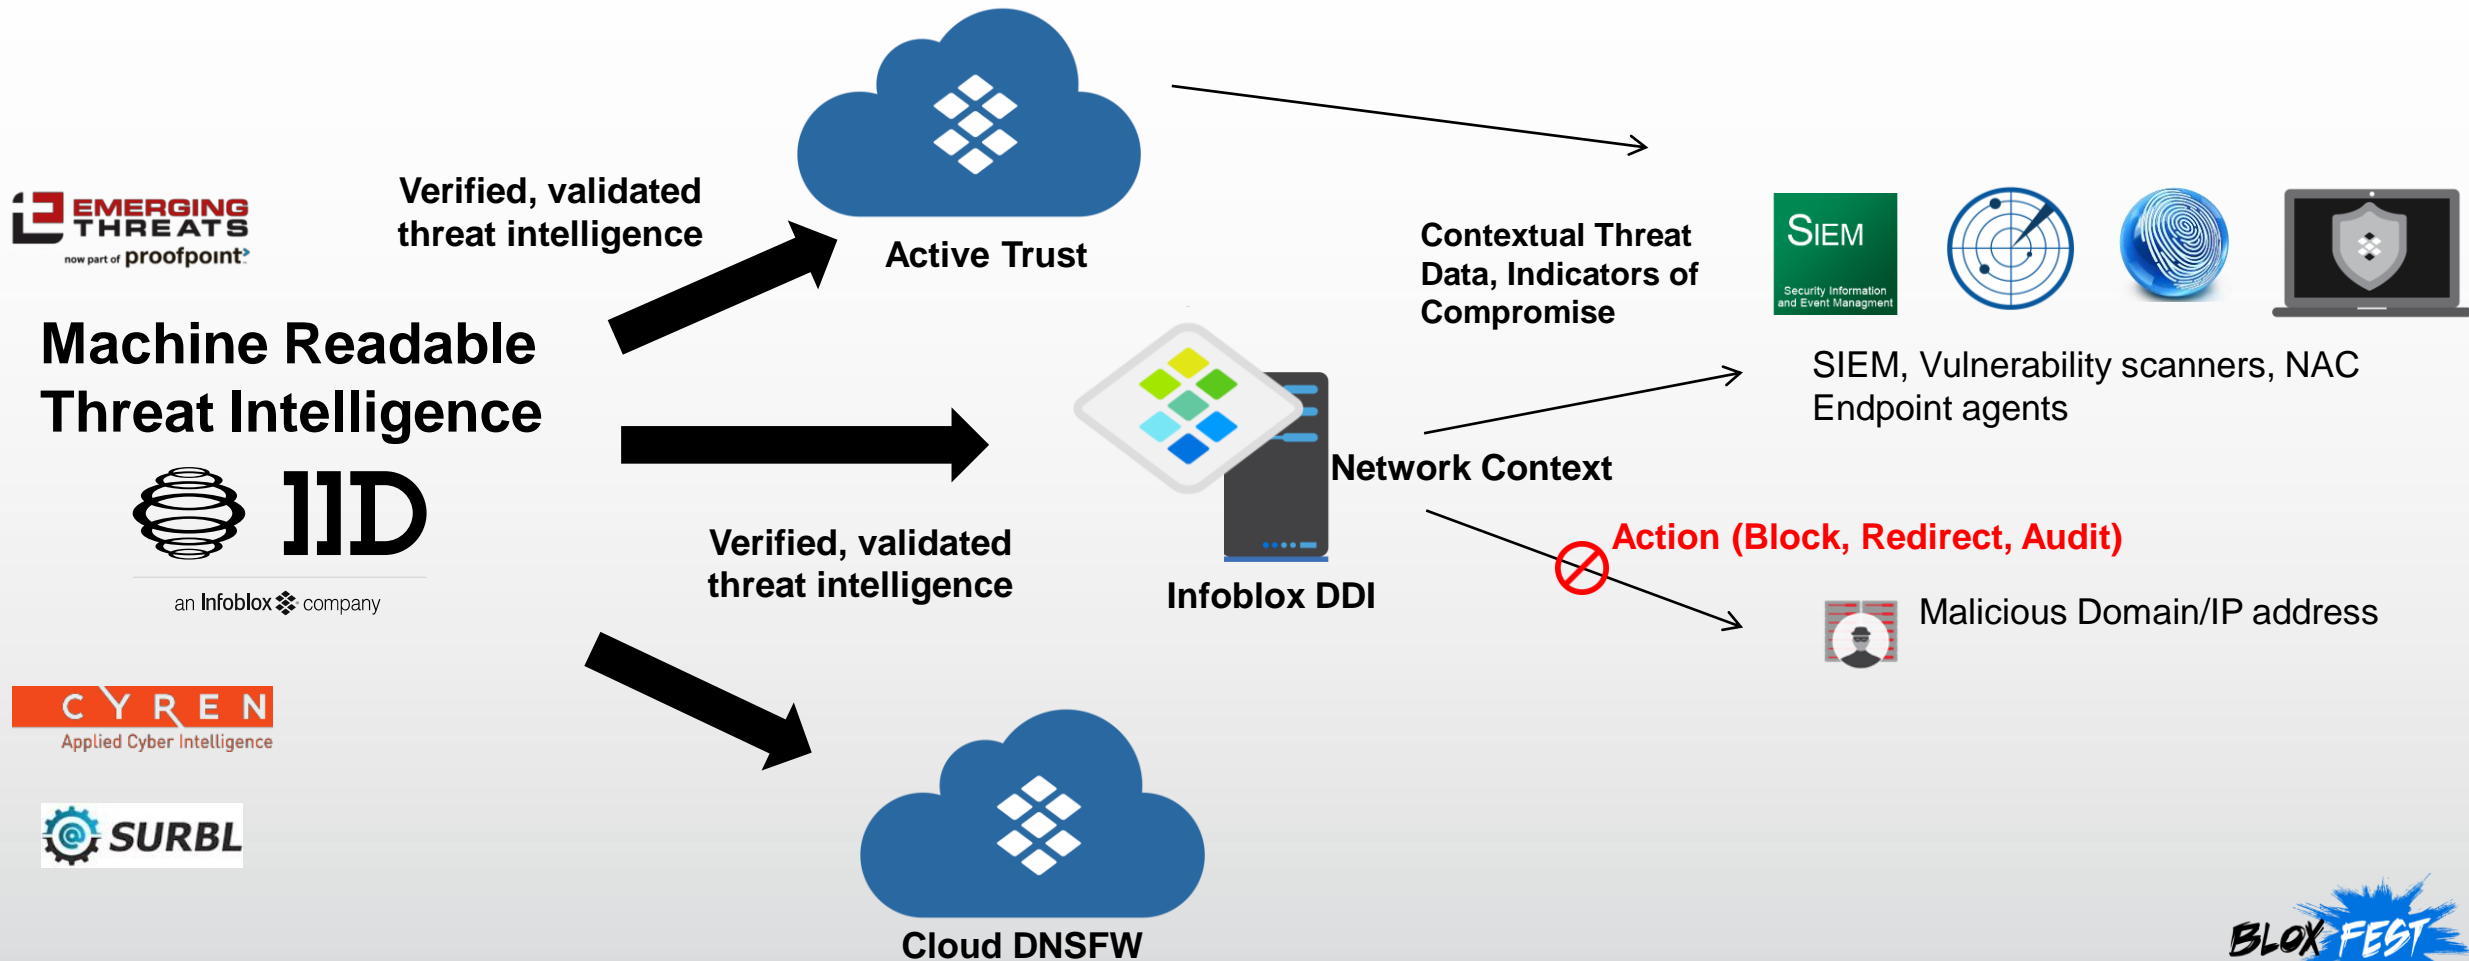 EMERGING
THREATS
now part of proofpoint
Machine Readable
Threat Intelligence
IID
an Infoblox company
CYREN
Applied Cyber Intelligence
SURBL
Verified, validated
threat intelligence
Active Trust
Verified, validated
threat intelligence
Infoblox DDI
Cloud DNSFW
Contextual Threat
Data, Indicators of
Compromise
Network Context
SIEM
Security Information
and Event Managment
SIEM, Vulnerability scanners, NAC
Endpoint agents
Action (Block, Redirect, Audit)
Malicious Domain/IP address
BLOX FEST